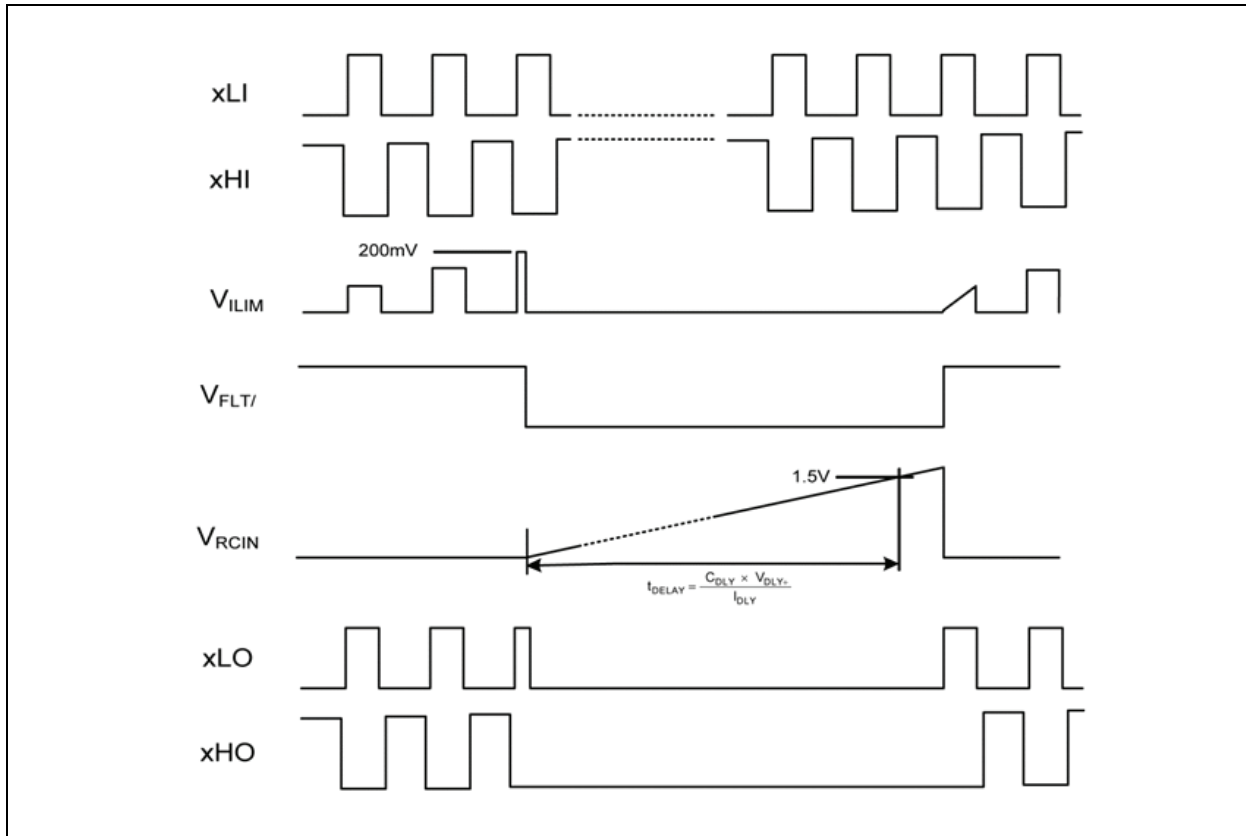 xLI
xHI
200mV
VILIM
VFLT/
1.5V
VRCIN
tDELAY = CDLY × VDLY+
IDLY
xLO
xHO